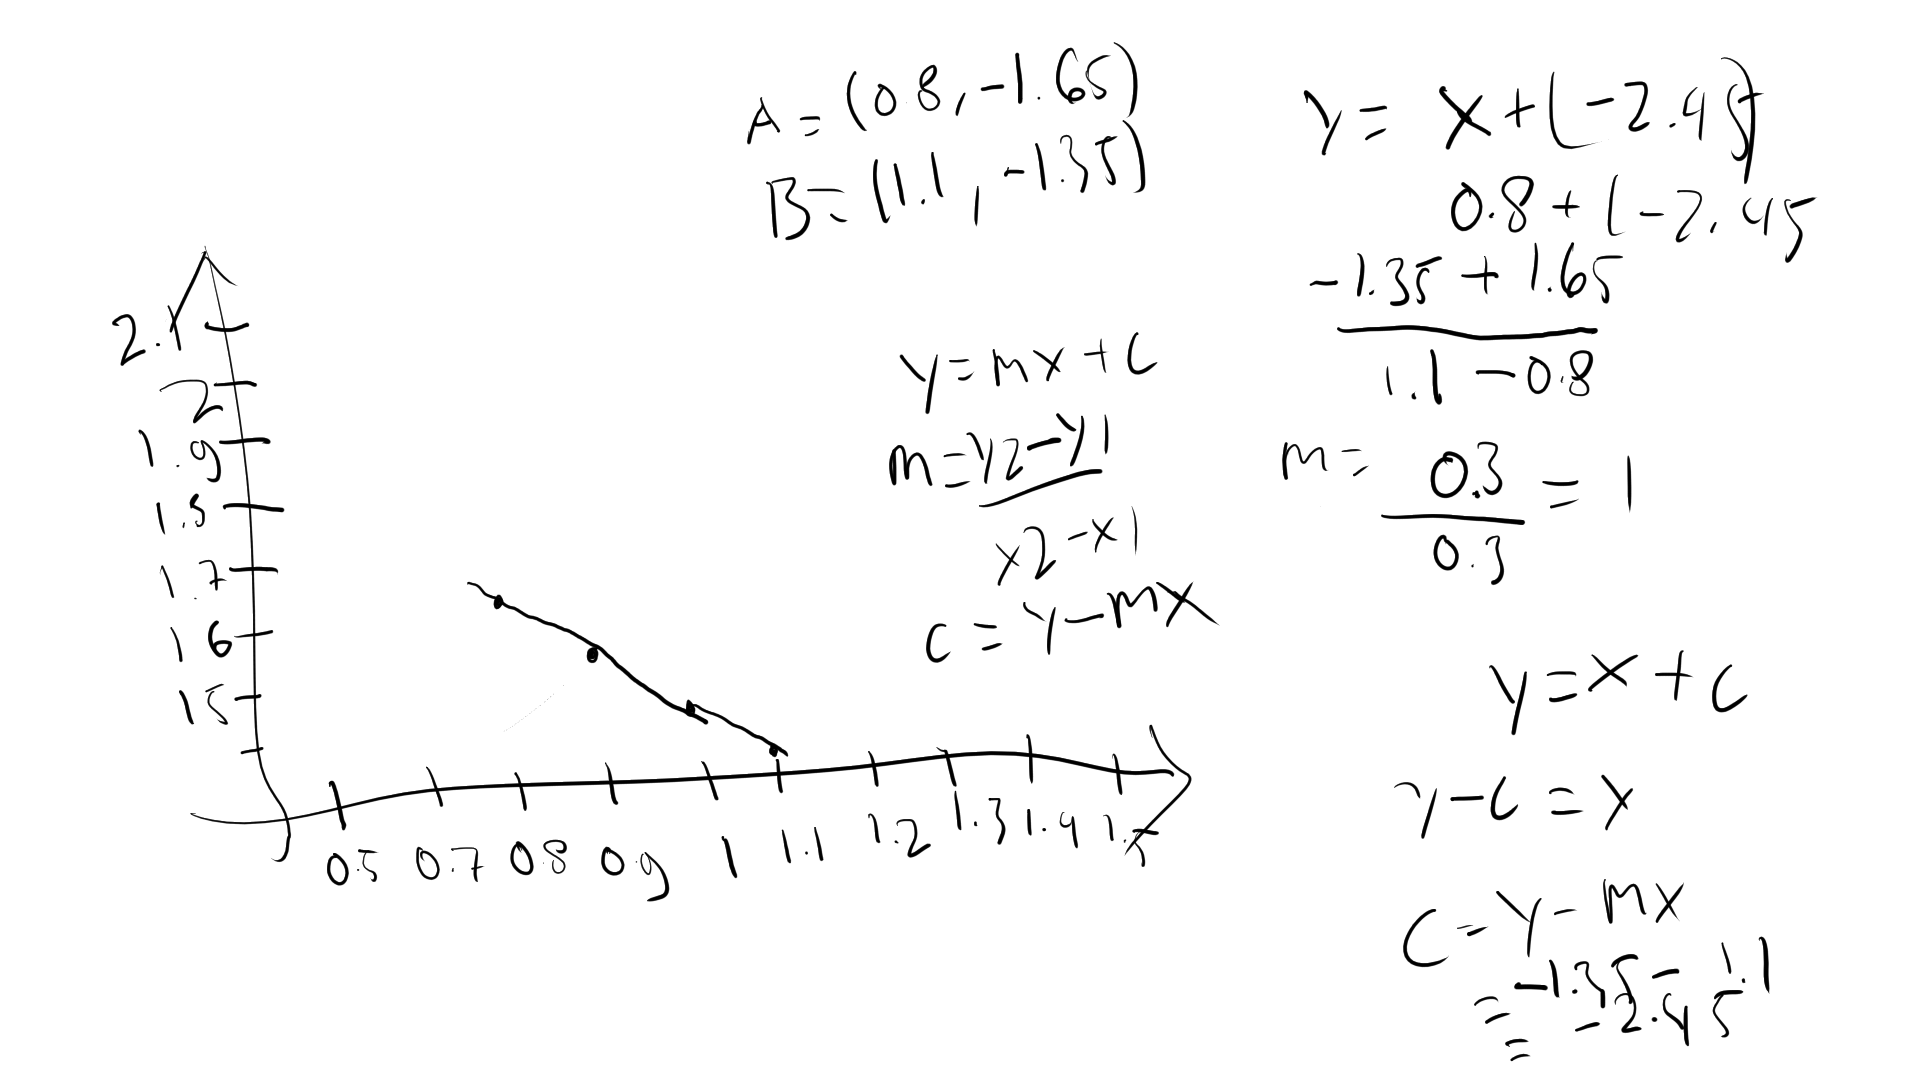 A = (0.8, -1.65)
B = (1.1, -1.35)
y = x + (-2.45)
0.8 + (-2.45
-1.35 + 1.65
1.1 - 0.8
m = 0.3 = 1
0.3
y = mx + c
m = y2 - y1
x2 - x1
c = y - mx
y = x + c
y - c = x
c = y - mx
= -1.35 - 1.1
= -2.45
2.1
2
1.9
1.8
1.7
1.6
1.5
0.5 0.7 0.8 0.9 1 1.1 1.2 1.3 1.4 1.5